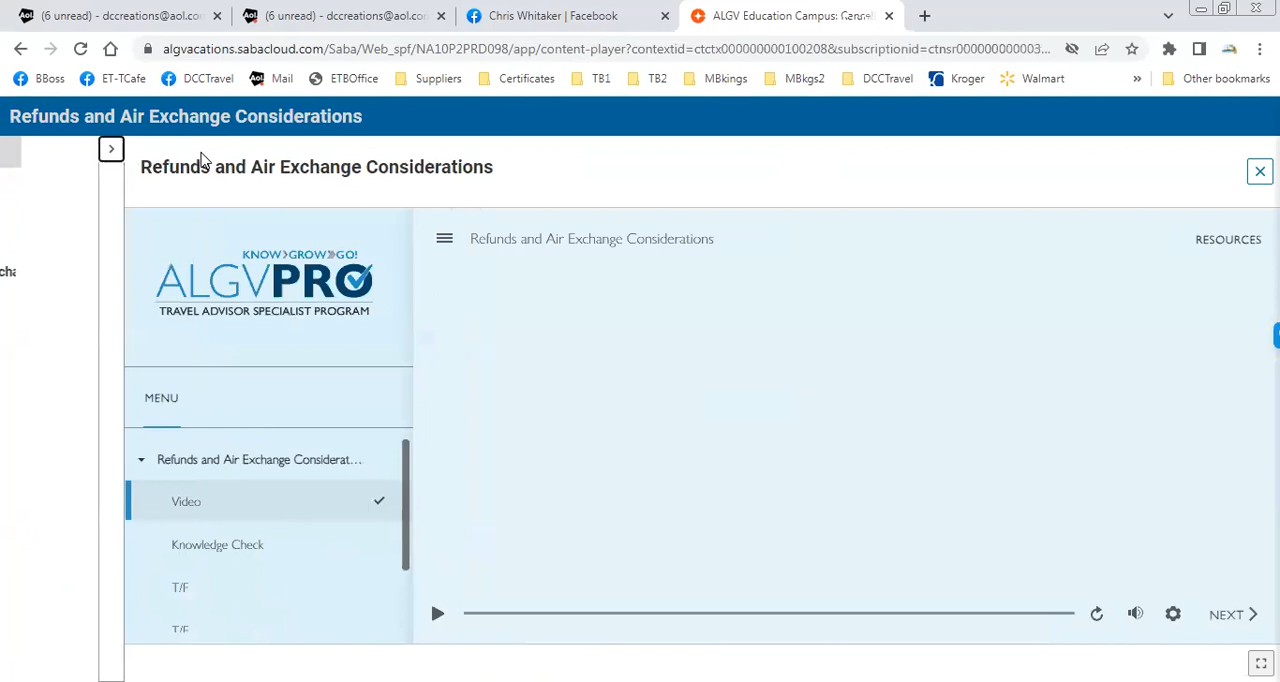 (6 unread) - dccreations@aol.co
(6 unread) - dccreations@aol.co
Chris Whitaker | Facebook
ALGV Education Campus:
algvacations.sabacloud.com/Saba/Web_spf/NA10P2PRD098/app/content-player?contextid=ctctx000000000100208&subscriptionid=ctnsr000000000003...
BBoss ET-TCafe DCCTravel Mail ETBOffice Suppliers Certificates TB1 TB2 MBkings MBkgs2 DCCTravel Kroger Walmart » Other bookmarks
Refunds and Air Exchange Considerations
Refunds and Air Exchange Considerations
KNOW>GROW>>GO!
ALGVPRO
TRAVEL ADVISOR SPECIALIST PROGRAM
Refunds and Air Exchange Considerations
RESOURCES
MENU
Refunds and Air Exchange Considerat...
Video
Knowledge Check
T/F
T/F
NEXT